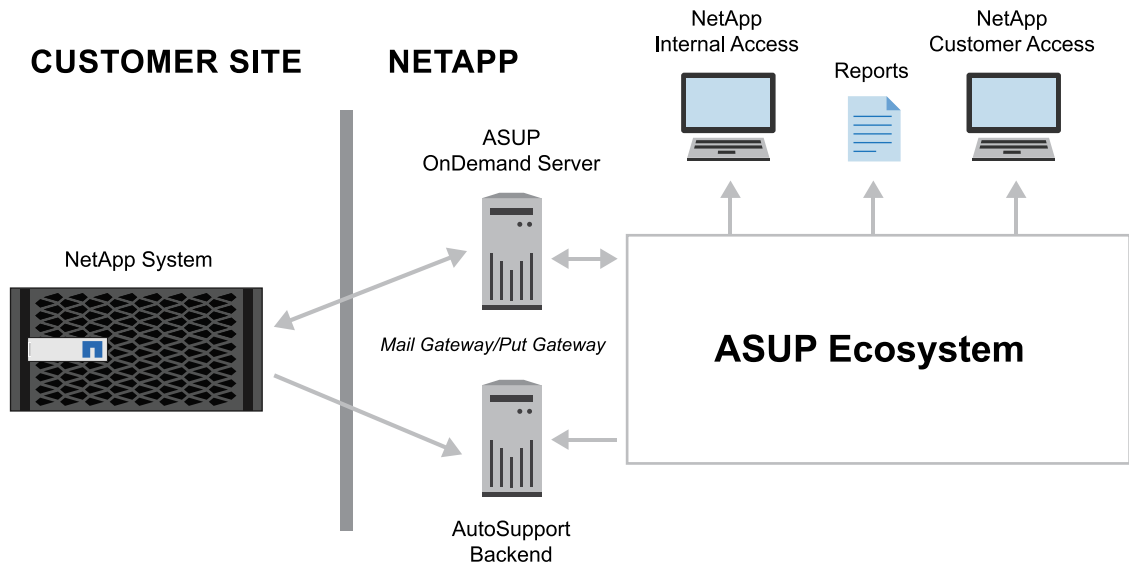 CUSTOMER SITE
NETAPP
NetApp
Internal Access
Reports
NetApp
Customer Access
ASUP
OnDemand Server
NetApp System
Mail Gateway/Put Gateway
ASUP Ecosystem
AutoSupport
Backend